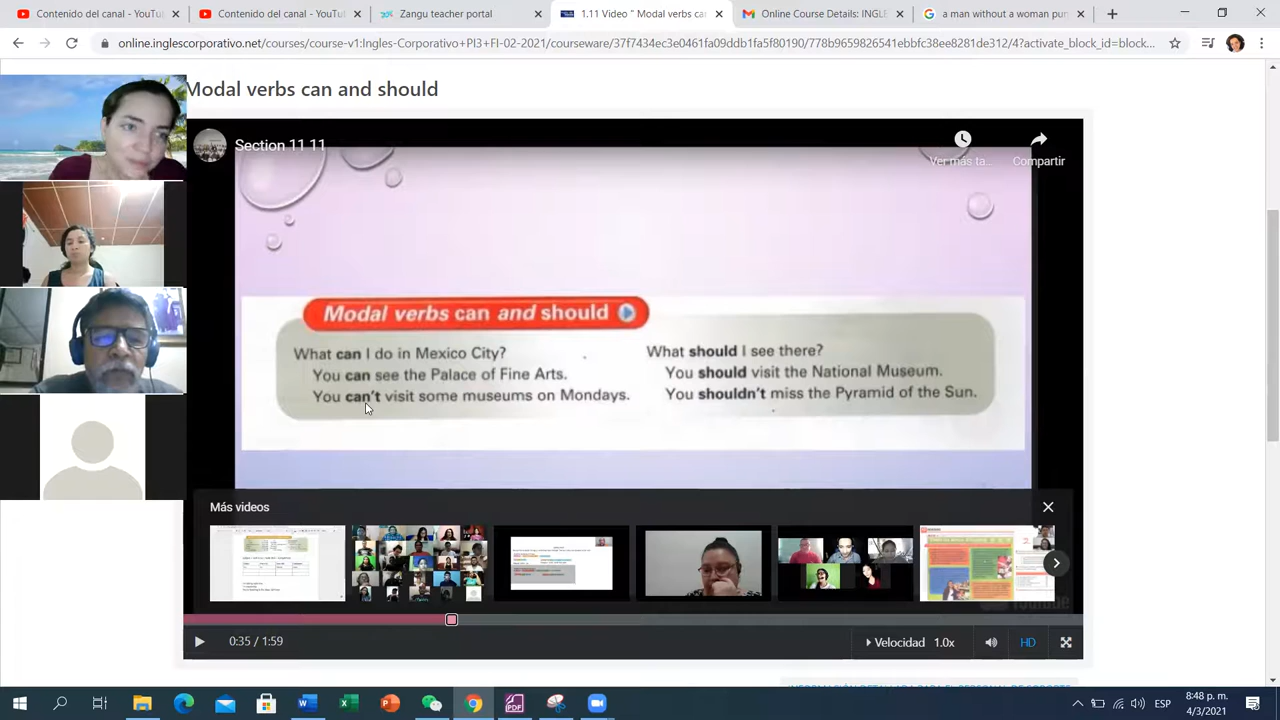 Contenido del canal - YouTu
Contenido del canal - YouTu
Zangu teacher portal
1.11 Video " Modal verbs can
Online Course Details: INGLE
a man without a woman pun
online.inglescorporativo.net/courses/course-v1:Ingles-Corporativo+PI3+FI-02-2021/courseware/37f7434ec3e0461fa09ddb1fa5f80190/778b9659826541ebbfc38ee8281de312/4?activate_block_id=block...
Modal verbs can and should
Section 11 11
Ver más ta...
Compartir
Modal verbs can and should
What can I do in Mexico City?
You can see the Palace of Fine Arts.
You can't visit some museums on Mondays.
What should I see there?
You should visit the National Museum.
You shouldn't miss the Pyramid of the Sun.
Más videos
0:35 / 1:59
Velocidad 1.0x
HD
ESP
8:48 p. m.
4/3/2021